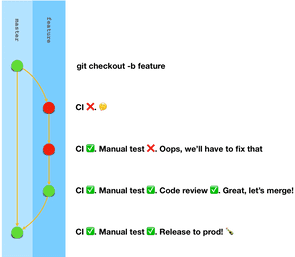 master
feature
git checkout -b feature
CI ❌. 🤔
CI ✅. Manual test ❌. Oops, we'll have to fix that
CI ✅. Manual test ✅. Code review ✅. Great, let's merge!
CI ✅. Manual test ✅. Release to prod! 🍾